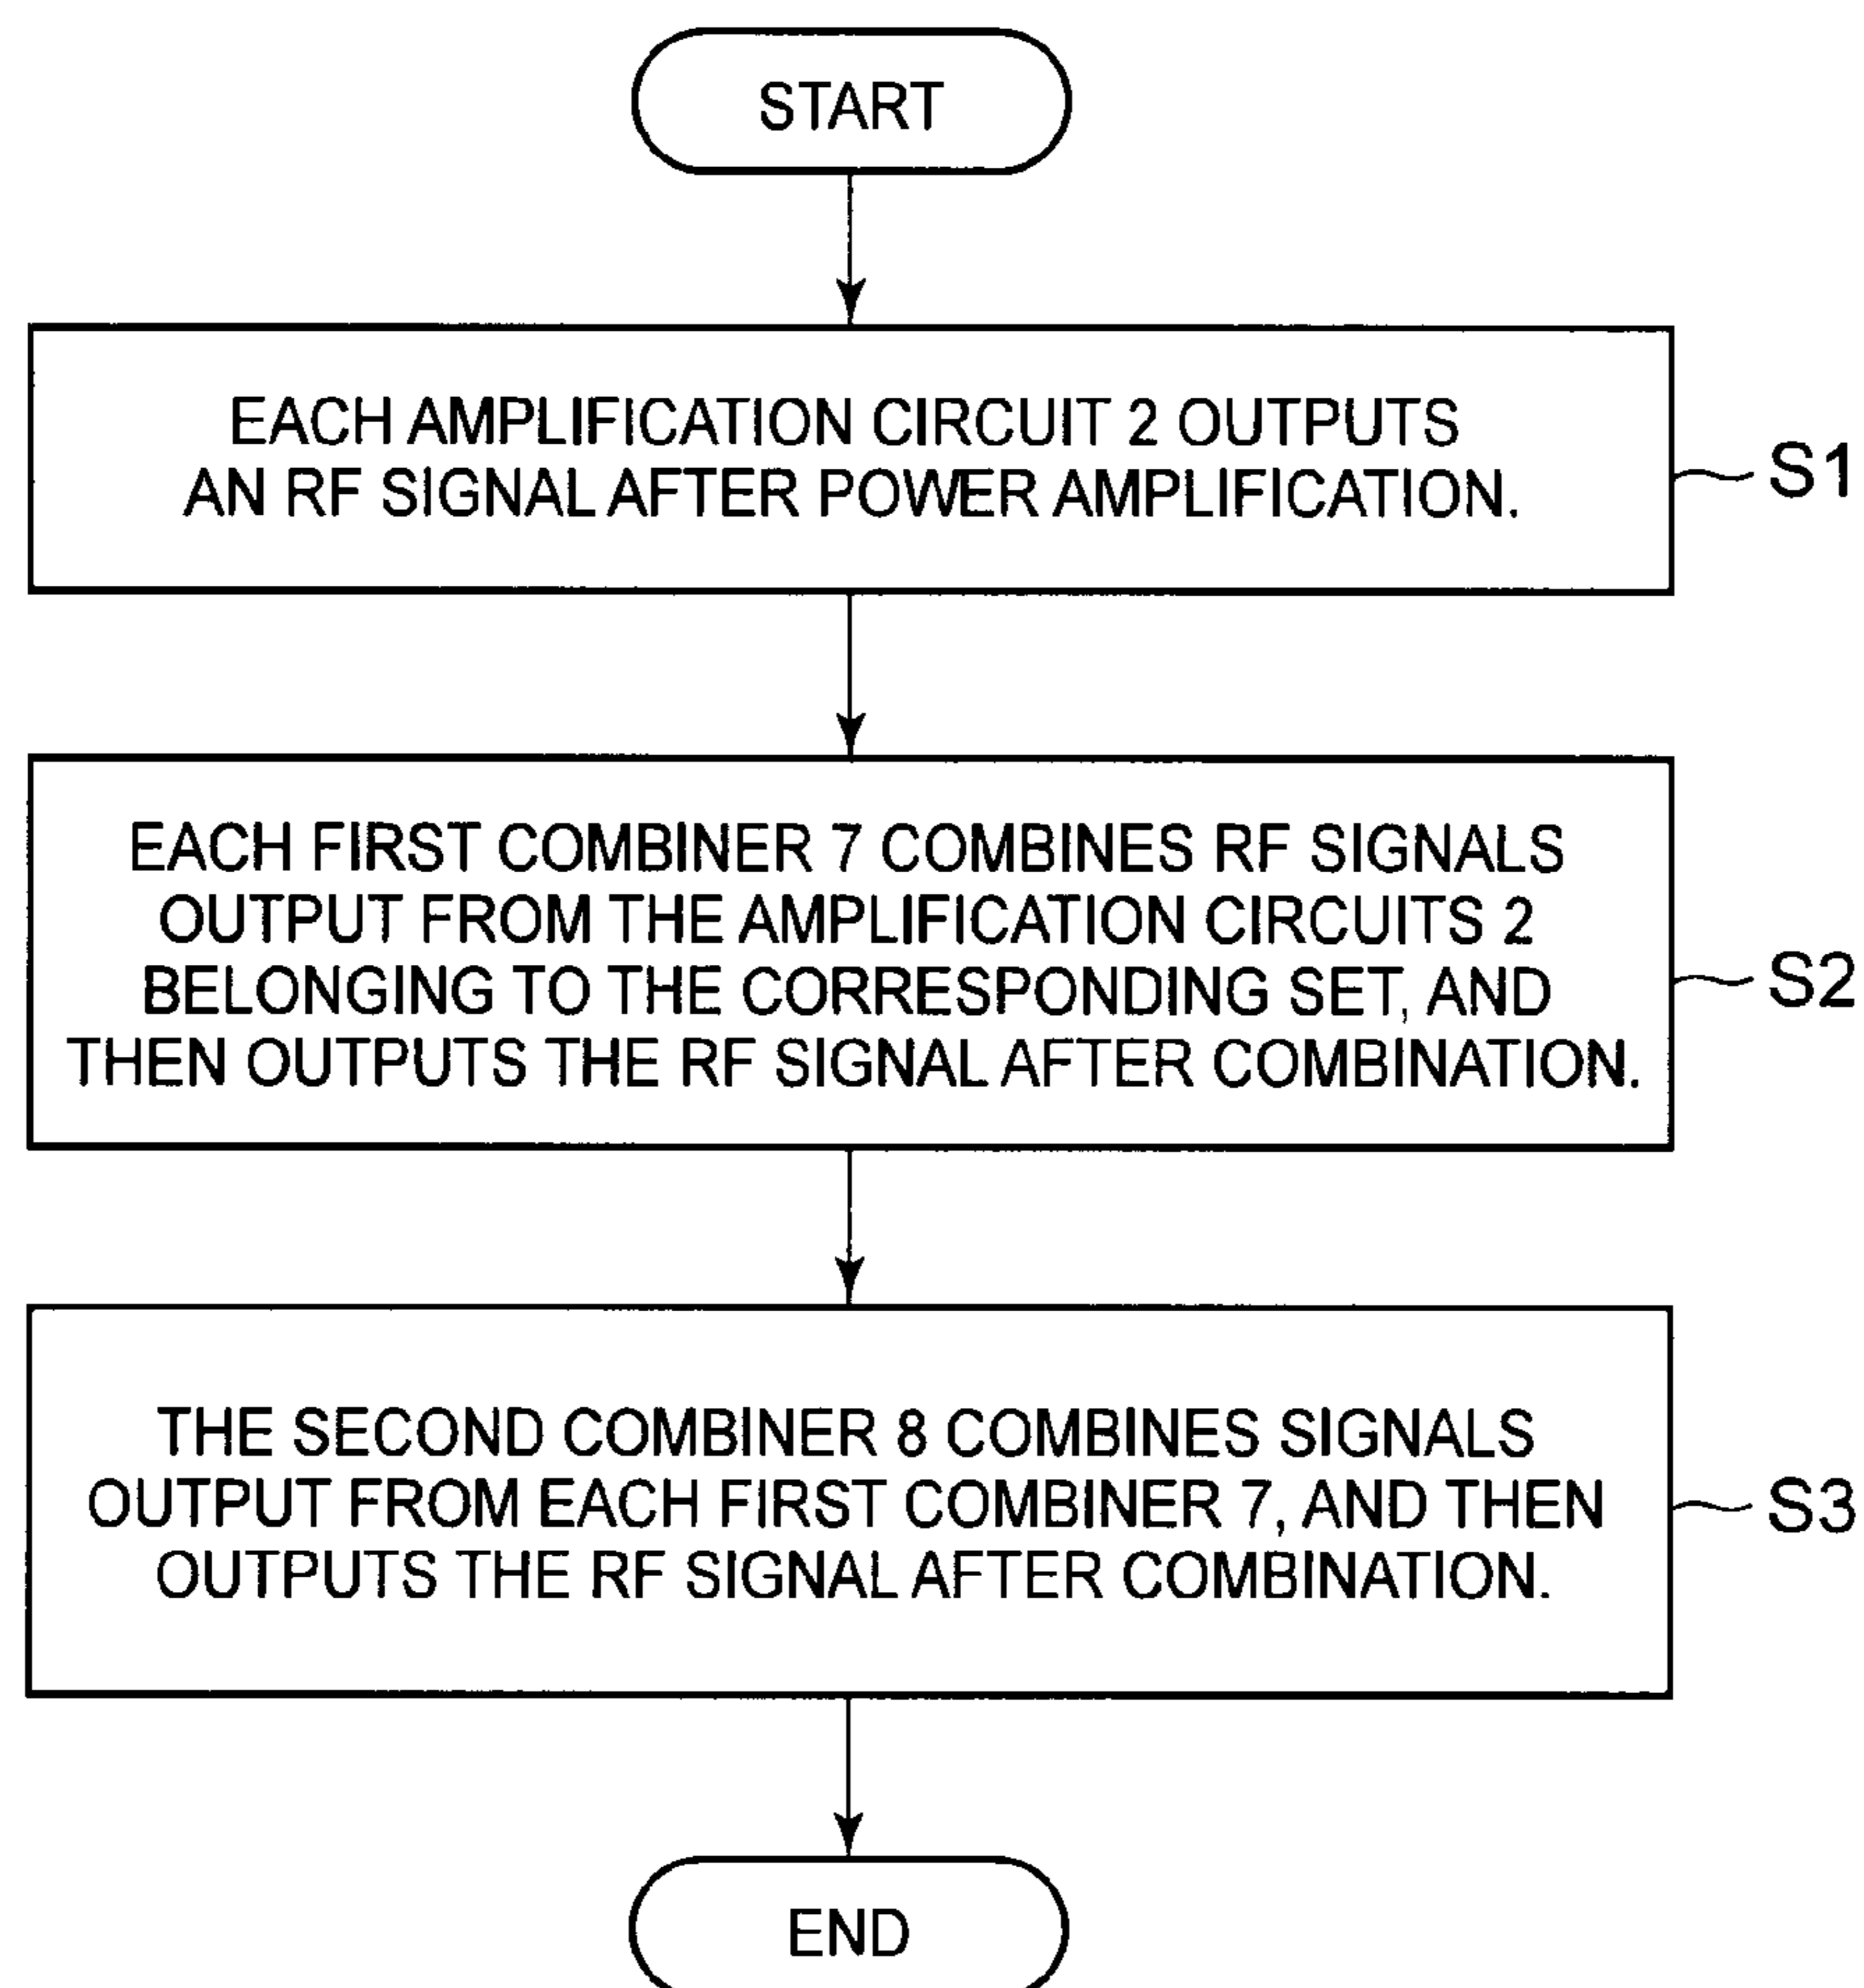 START
EACH AMPLIFICATION CIRCUIT 2 OUTPUTS
AN RF SIGNAL AFTER POWER AMPLIFICATION.
S1
EACH FIRST COMBINER 7 COMBINES RF SIGNALS
OUTPUT FROM THE AMPLIFICATION CIRCUITS 2
BELONGING TO THE CORRESPONDING SET, AND
THEN OUTPUTS THE RF SIGNAL AFTER COMBINATION.
S2
THE SECOND COMBINER 8 COMBINES SIGNALS
OUTPUT FROM EACH FIRST COMBINER 7, AND THEN
OUTPUTS THE RF SIGNAL AFTER COMBINATION.
S3
END